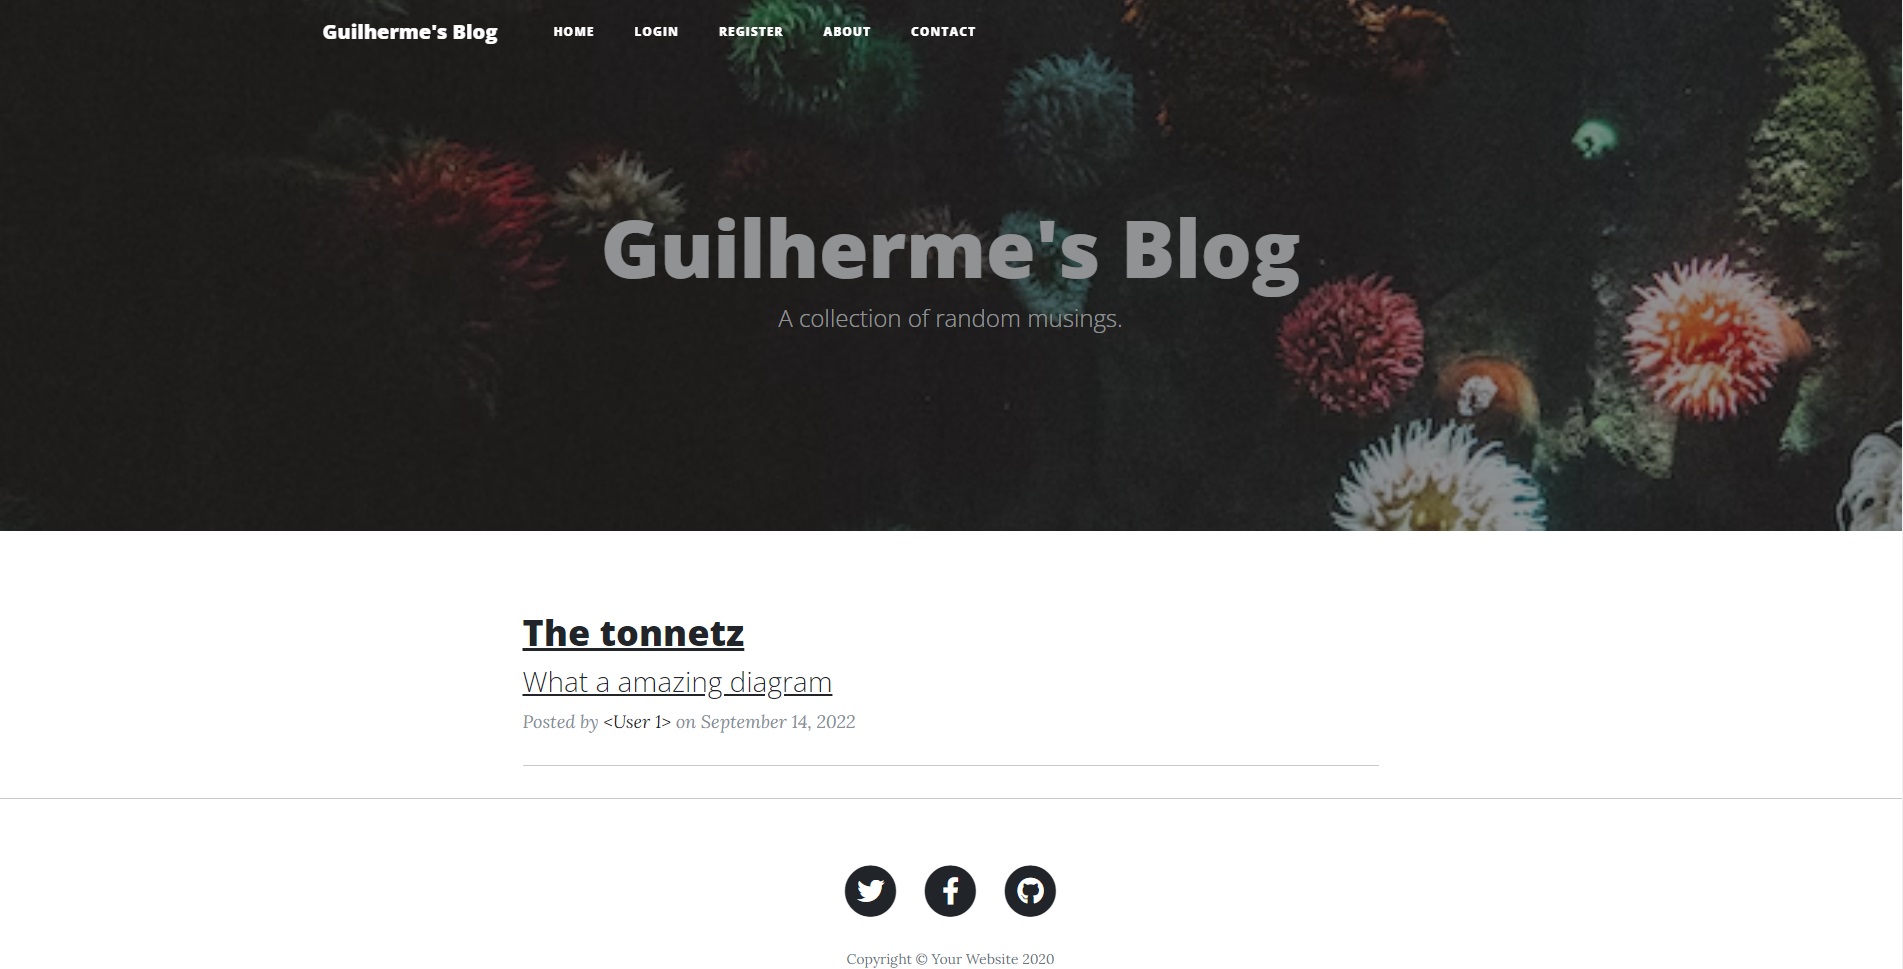 Guilherme's Blog HOME LOGIN REGISTER ABOUT CONTACT
Guilherme's Blog
A collection of random musings.
The tonnetz
What a amazing diagram
Posted by <User 1> on September 14, 2022
Copyright © Your Website 2020